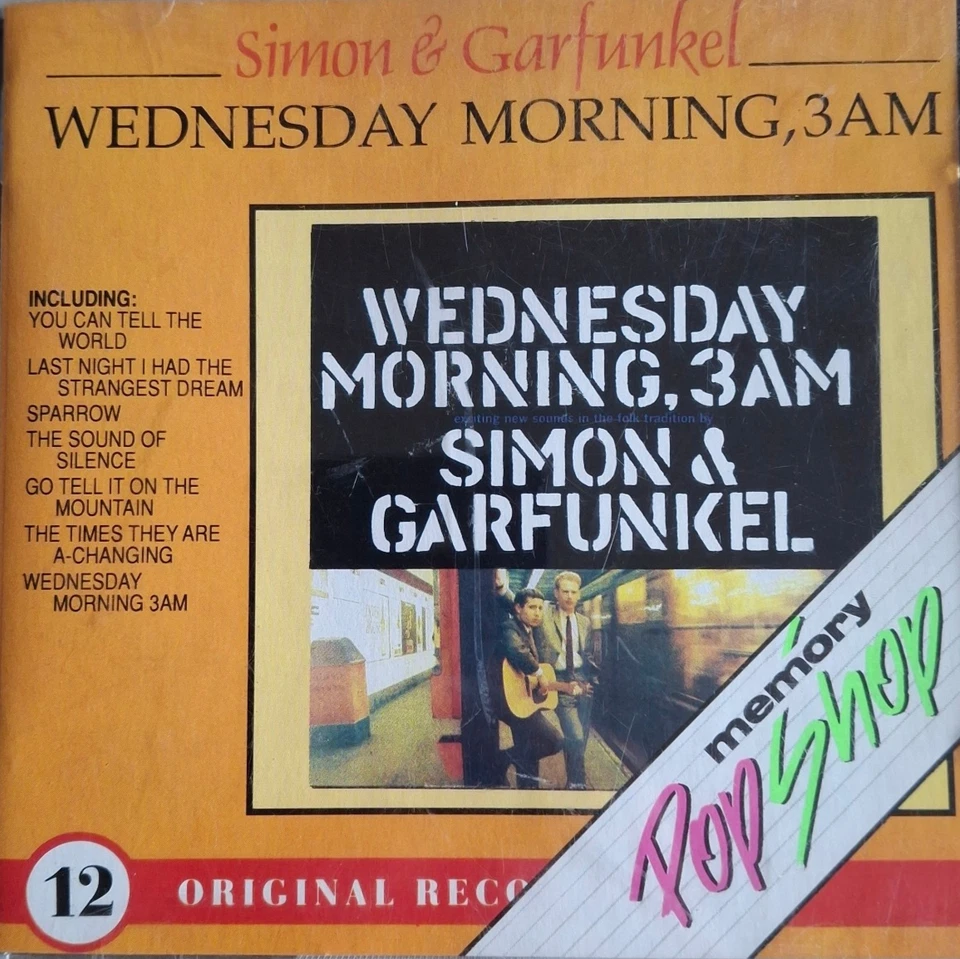 Simon & Garfunkel
WEDNESDAY MORNING,3AM
INCLUDING:
YOU CAN TELL THE
WORLD
LAST NIGHT I HAD THE
STRANGEST DREAM
SPARROW
THE SOUND OF
SILENCE
GO TELL IT ON THE
MOUNTAIN
THE TIMES THEY ARE
A-CHANGING
WEDNESDAY
MORNING 3AM
WEDNESDAY
MORNING, 3AM
exciting new sounds in the folk tradition by
SIMON &
GARFUNKEL
memory
PopShop
12
ORIGINAL RECO